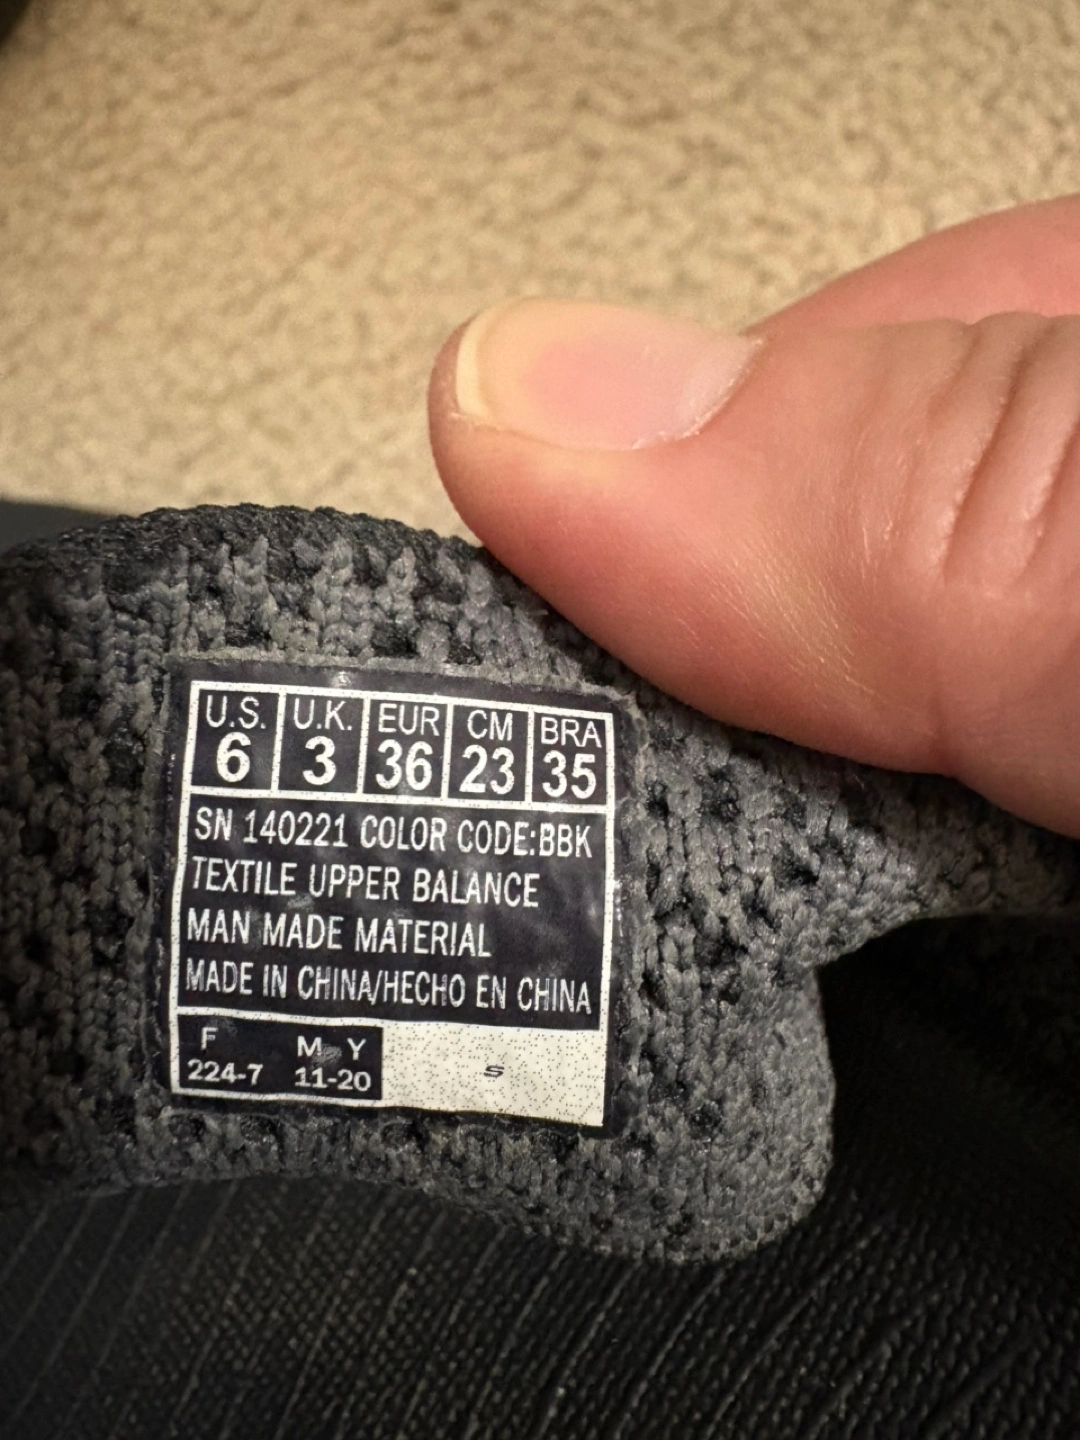 U.S. U.K. EUR CM BRA
6 3 36 23 35
SN 140221 COLOR CODE:BBK
TEXTILE UPPER BALANCE
MAN MADE MATERIAL
MADE IN CHINA/HECHO EN CHINA
F M Y
224-7 11-20
S